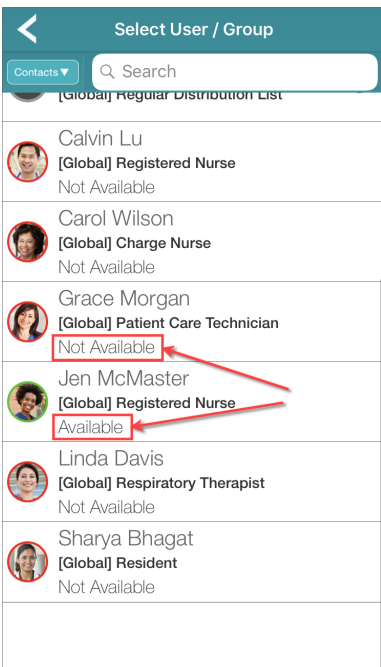 Select User / Group
Contacts ▼
Search
[Global] Regular Distribution List
Calvin Lu
[Global] Registered Nurse
Not Available
Carol Wilson
[Global] Charge Nurse
Not Available
Grace Morgan
[Global] Patient Care Technician
Not Available
Jen McMaster
[Global] Registered Nurse
Available
Linda Davis
[Global] Respiratory Therapist
Not Available
Sharya Bhagat
[Global] Resident
Not Available